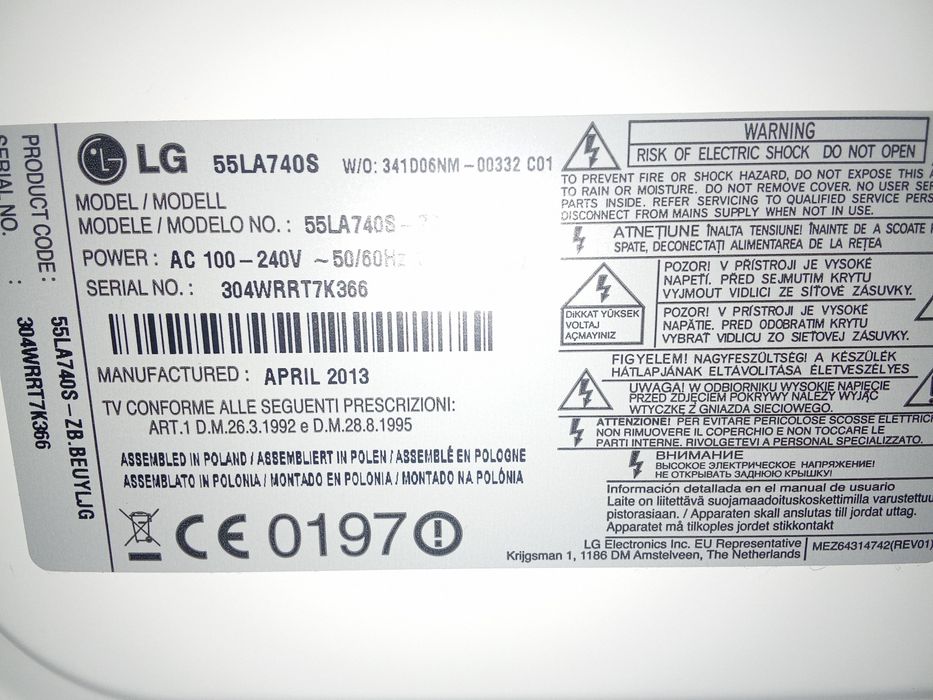 PRODUCT CODE : 55LA740S - ZB.BEUYLJG
SERIAL NO. : 304WRRT7K366
LG 55LA740S W/O: 341D06NM-00332 C01
MODEL / MODELL
MODELE / MODELO NO. : 55LA740S -
POWER : AC 100-240V ~50/60Hz
SERIAL NO. : 304WRRT7K366
MANUFACTURED : APRIL 2013
TV CONFORME ALLE SEGUENTI PRESCRIZIONI:
ART.1 D.M.26.3.1992 e D.M.28.8.1995
ASSEMBLED IN POLAND / ASSEMBLIERT IN POLEN / ASSEMBLÉ EN POLOGNE
ASSEMBLATO IN POLONIA / MONTADO EN POLONIA / MONTADO NA POLÓNIA
CE 0197
WARNING
RISK OF ELECTRIC SHOCK DO NOT OPEN
TO PREVENT FIRE OR SHOCK HAZARD, DO NOT EXPOSE THIS
TO RAIN OR MOISTURE. DO NOT REMOVE COVER. NO USER
PARTS INSIDE. REFER SERVICING TO QUALIFIED SERVICE
DISCONNECT FROM MAINS SUPPLY WHEN NOT IN USE.
ATNEŢIUNE ÎNALTA TENSIUNE! ÎNAINTE DE A SCOATE
SPATE, DECONECTAŢI ALIMENTAREA DE LA REŢEA
DİKKAT YÜKSEK
VOLTAJ
AÇMAYINIZ
POZOR! V PŘÍSTROJI JE VYSOKÉ
NAPĚTÍ. PŘED SEJMUTIM KRYTU
VYJMOUT VIDLICI ZE SÍŤOVÉ ZÁSUVKY.
POZOR! V PRÍSTROJI JE VYSOKÉ
NAPÄTIE. PRED ODOBRATIM KRYTU
VYBRAŤ VIDLICU ZO SIEŤOVEJ ZÁSUVKY.
FIGYELEM! NAGYFESZÜLTSÉG! A KÉSZÜLÉK
HÁTLAPJÁNAK ELTÁVOLÍTÁSA ÉLETVESZÉLYES
UWAGA! W ODBIORNIKU WYSOKIE NAPIĘCIE
PRZED ZDJĘCIEM POKRYWY NALEŻY WYJĄĆ
WTYCZKĘ Z GNIAZDA SIECIOWEGO.
ATTENZIONE! PER EVITARE PERICOLOSE SCOSSE
NON RIMUOVERE IL COPERCHIO E NON TOCCARE LE
PARTI INTERNE. RIVOLGETEVI A PERSONAL SPECIALIZZATO.
ВНИМАНИЕ
ВЫСОКОЕ ЭЛЕКТРИЧЕСКОЕ НАПРЯЖЕНИЕ!
НЕ ОТКРЫВАТЬ ЗАДНЮЮ КРЫШКУ!
Información detallada en el manual de usuario
Laite on liitettävä suojamaadoituskoskettimilla
pistorasiaan. / Apparaten skall anslutas till jordat uttag.
Apparatet må tilkoples jordet stikkontakt
LG Electronics Inc. EU Representative
Krijgsman 1, 1186 DM Amstelveen, The Netherlands
MEZ64314742(REV01)